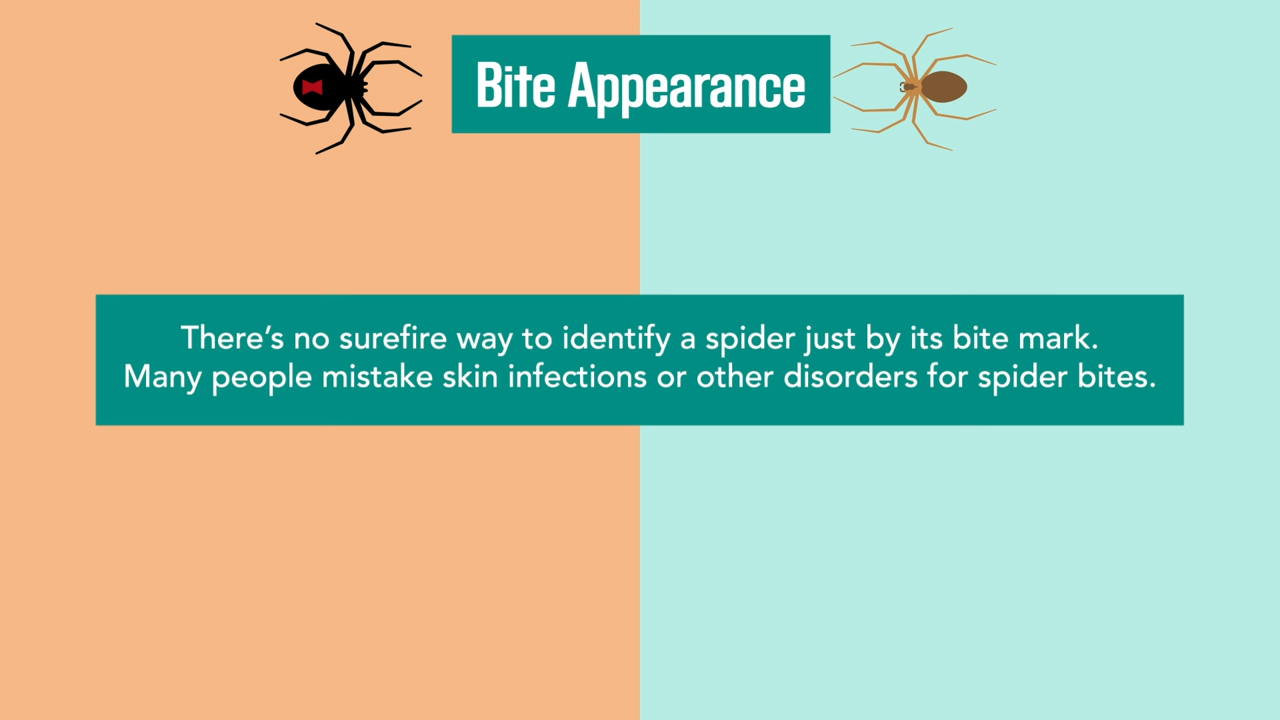 Bite Appearance
There’s no surefire way to identify a spider just by its bite mark.
Many people mistake skin infections or other disorders for spider bites.